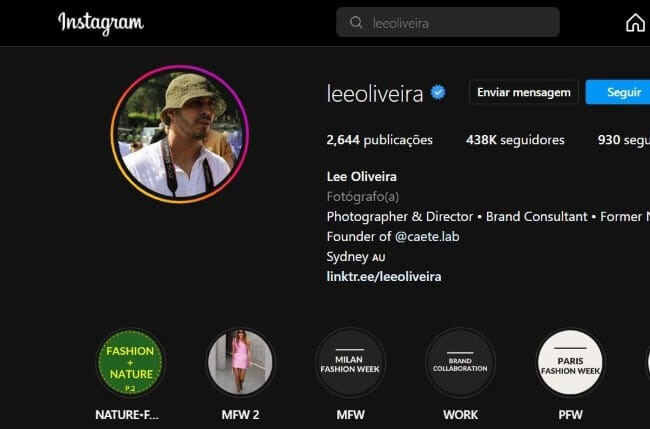 Instagram
leeoliveira
leeoliveira
Enviar mensagem
Seguir
2,644 publicações
438K seguidores
930 segu
Lee Oliveira
Fotógrafo(a)
Photographer & Director • Brand Consultant • Former N
Founder of @caete.lab
Sydney AU
linktr.ee/leeoliveira
FASHION
+
NATURE
P.2
MILAN
FASHION WEEK
BRAND
COLLABORATION
PARIS
FASHION WEEK
NATURE•F...
MFW 2
MFW
WORK
PFW